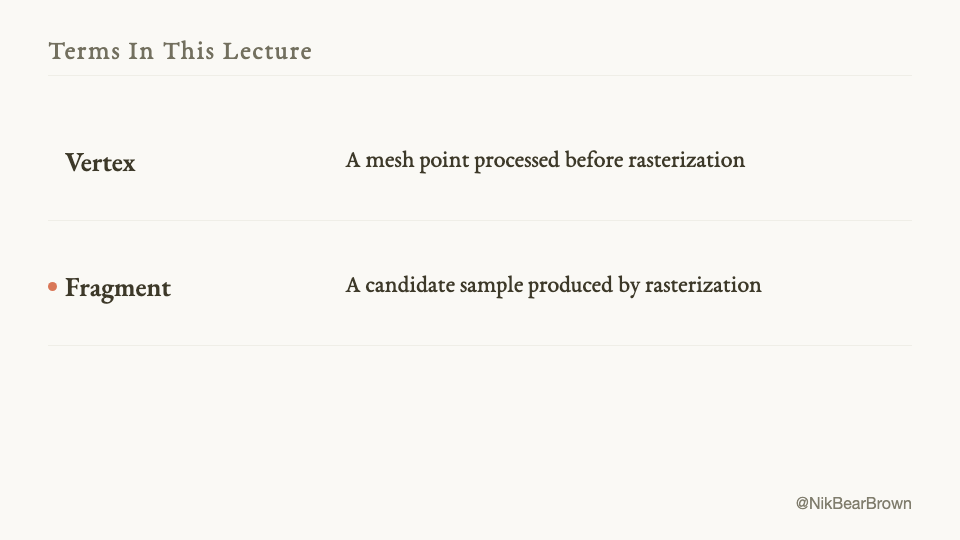 Terms In This Lecture
Vertex
A mesh point processed before rasterization
Fragment
A candidate sample produced by rasterization
@NikBearBrown